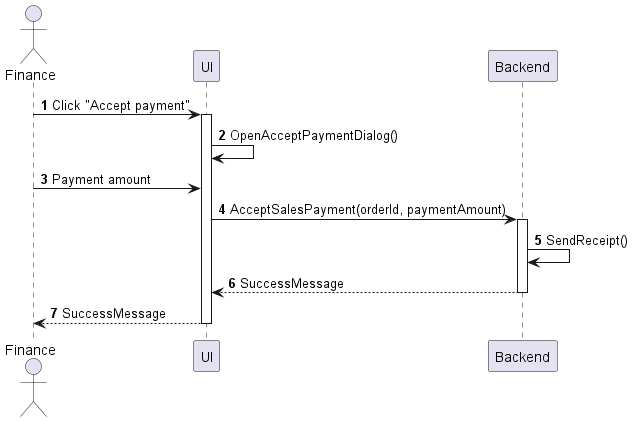 Finance
UI
Backend
1 Click "Accept payment"
2 OpenAcceptPaymentDialog()
3 Payment amount
4 AcceptSalesPayment(orderId, paymentAmount)
5 SendReceipt()
6 SuccessMessage
7 SuccessMessage
Finance
UI
Backend